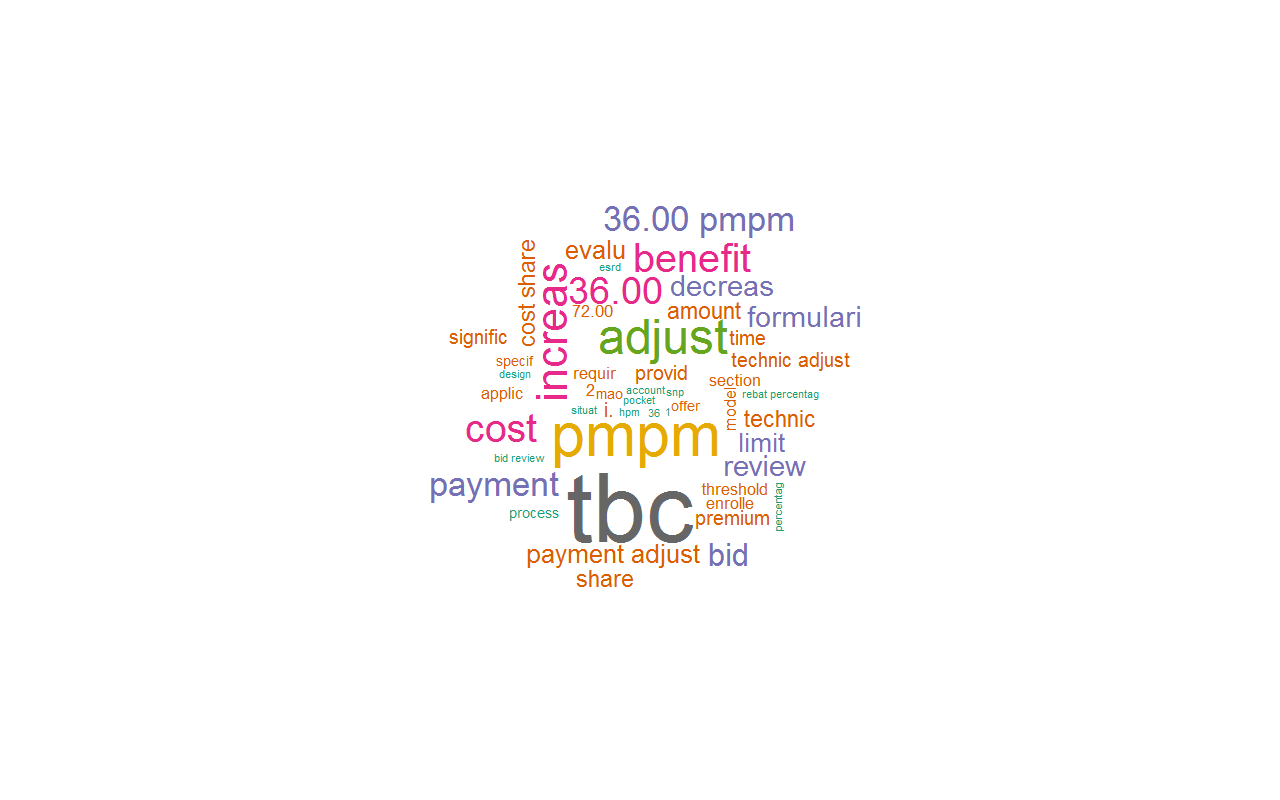 36.00 pmpm
cost share
evalu
benefit
esrd
increas
36.00
decreas
72.00
amount
formulari
signific
adjust
time
specif
technic adjust
design
requir
provid
section
applic
2
mao
account
snp
model
rebat percentag
pocket
situat
i.
hpm
36
1
offer
cost
pmpm
technic
limit
bid review
review
payment
tbc
threshold
percentag
enrolle
process
premium
payment adjust
bid
share